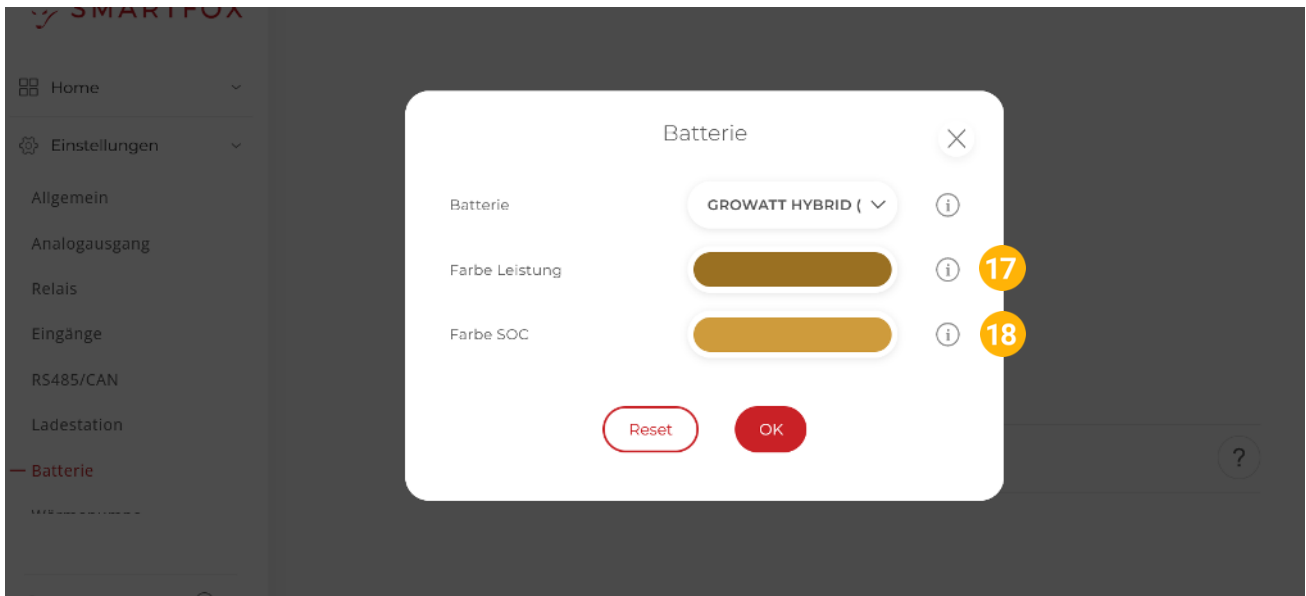 SMARTFOX
Home
Einstellungen
Allgemein
Analogausgang
Relais
Eingänge
RS485/CAN
Ladestation
Batterie
Wärmepumpe
Batterie
Batterie GROWATT HYBRID (
Farbe Leistung 17
Farbe SOC 18
Reset OK
?